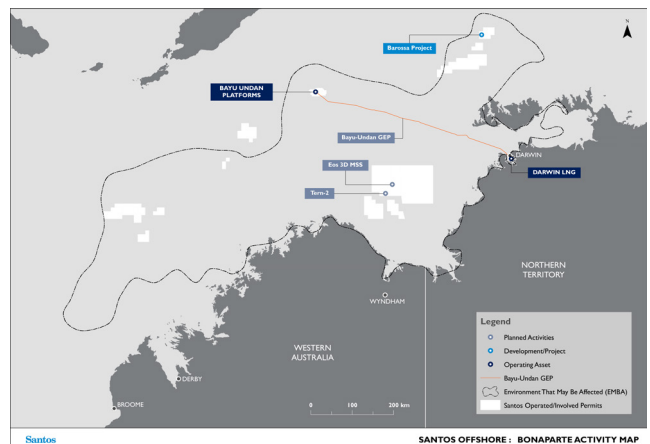 N
Barossa Project
BAYU UNDAN
PLATFORMS
Bayu-Undan GEP
DARWIN
Eos 3D MSS
DARWIN LNG
Tern-2
NORTHERN
TERRITORY
WYNDHAM
WESTERN
AUSTRALIA
DERBY
BROOME
0 100 200 km
Legend
Planned Activities
Development/Project
Operating Asset
Bayu-Undan GEP
Environment That May Be Affected (EMBA)
Santos Operated/Involved Permits
Santos
SANTOS OFFSHORE : BONAPARTE ACTIVITY MAP